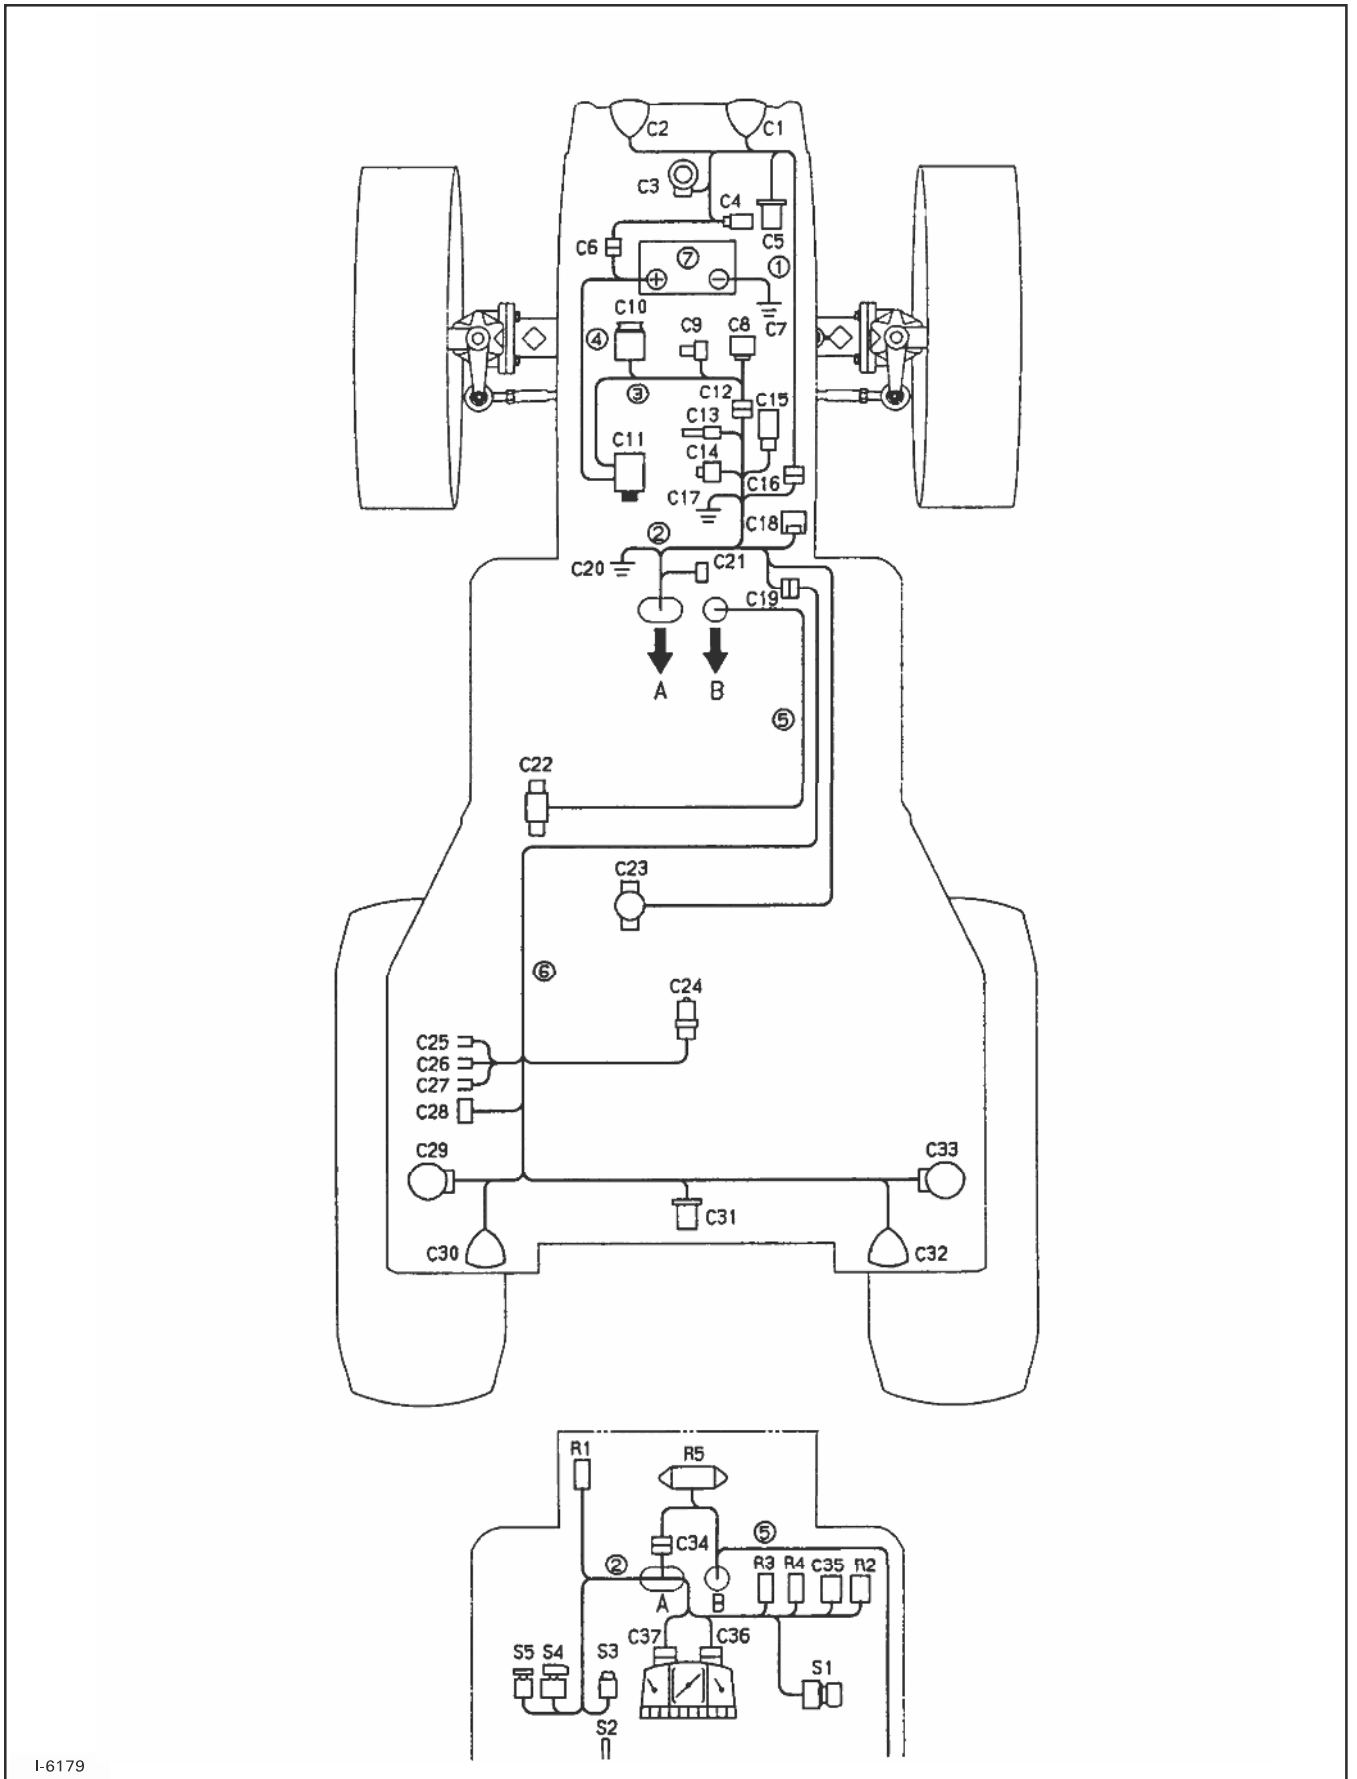 C2 C1
C3
C4
C5
C6
⑦
①
+ −
C7
C10
④
C9 C8
③
C12 C15
C13
C11
C14
C16
C17
C18
②
C20
C21
C19
A B
⑤
C22
C23
⑥
C24
C25
C26
C27
C28
C29 C33
C31
C30 C32
R1 R5
C34
⑤
② R3 R4 C35 R2
A B
C37 C36
S5 S4 S3
S1
S2
I-6179